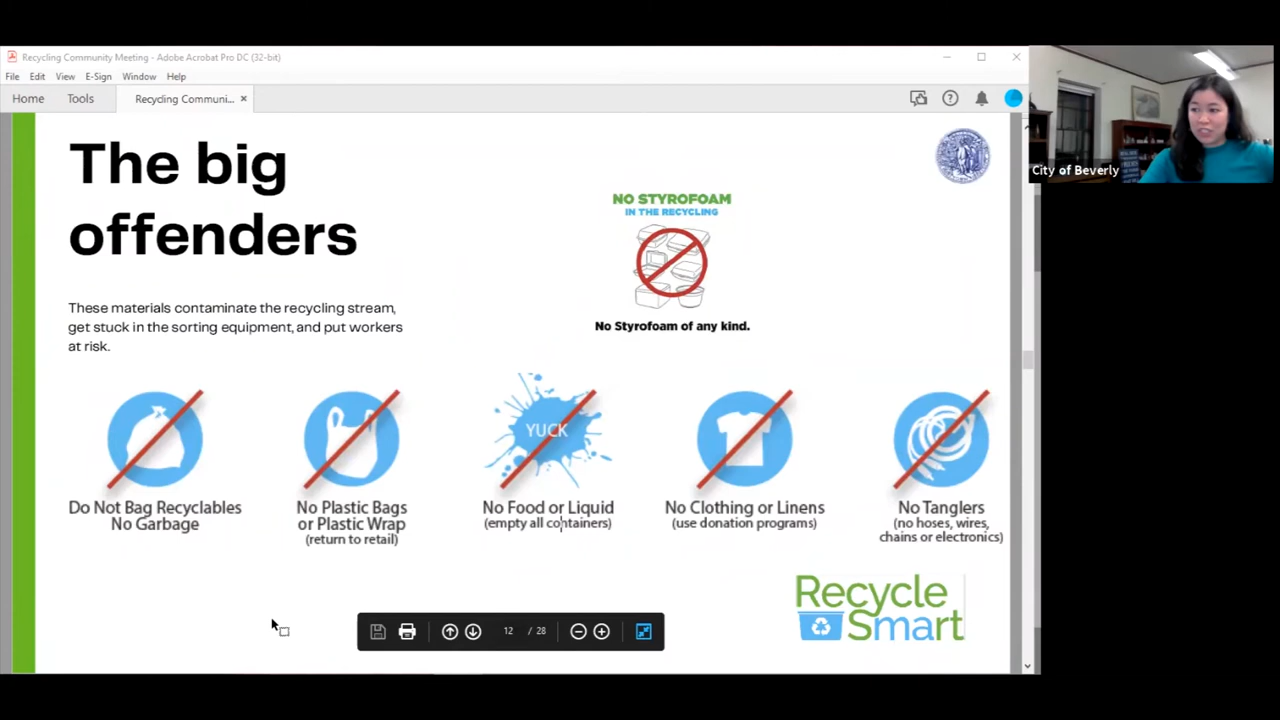 Recycling Community Meeting - Adobe Acrobat Pro DC (32-bit)
File Edit View E-Sign Window Help
Home Tools Recycling Communi...
City of Beverly
The big
offenders
NO STYROFOAM
IN THE RECYCLING
No Styrofoam of any kind.
These materials contaminate the recycling stream,
get stuck in the sorting equipment, and put workers
at risk.
YUCK
Do Not Bag Recyclables
No Garbage
No Plastic Bags
or Plastic Wrap
(return to retail)
No Food or Liquid
(empty all containers)
No Clothing or Linens
(use donation programs)
No Tanglers
(no hoses, wires,
chains or electronics)
Recycle
Smart
12 / 28